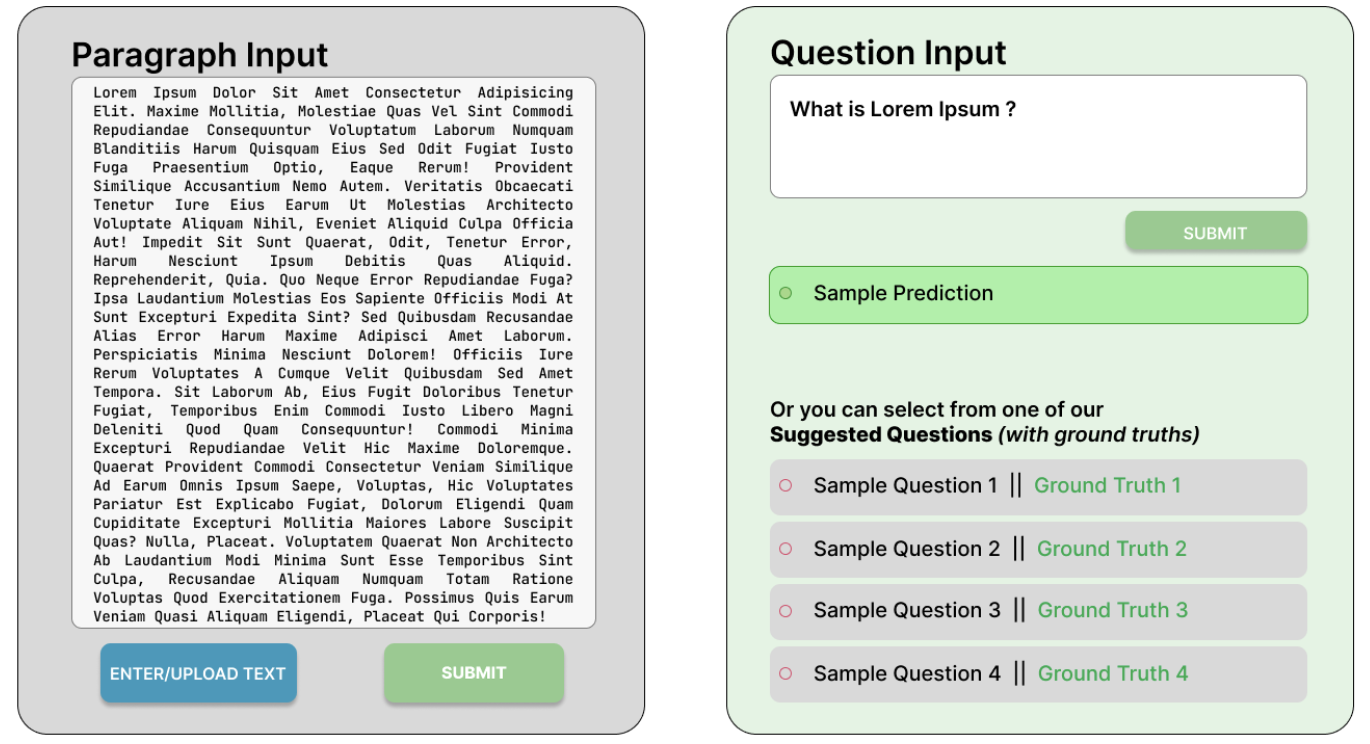 Paragraph Input
Lorem Ipsum Dolor Sit Amet Consectetur Adipisicing
Elit. Maxime Mollitia, Molestiae Quas Vel Sint Commodi
Repudiandae Consequuntur Voluptatum Laborum Numquam
Blanditiis Harum Quisquam Eius Sed Odit Fugiat Iusto
Fuga Praesentium Optio, Eaque Rerum! Provident
Similique Accusantium Nemo Autem. Veritatis Obcaecati
Tenetur Iure Eius Earum Ut Molestias Architecto
Voluptate Aliquam Nihil, Eveniet Aliquid Culpa Officia
Aut! Impedit Sit Sunt Quaerat, Odit, Tenetur Error,
Harum Nesciunt Ipsum Debitis Quas Aliquid.
Reprehenderit, Quia. Quo Neque Error Repudiandae Fuga?
Ipsa Laudantium Molestias Eos Sapiente Officiis Modi At
Sunt Excepturi Expedita Sint? Sed Quibusdam Recusandae
Alias Error Harum Maxime Adipisci Amet Laborum.
Perspiciatis Minima Nesciunt Dolorem! Officiis Iure
Rerum Voluptates A Cumque Velit Quibusdam Sed Amet
Tempora. Sit Laborum Ab, Eius Fugit Doloribus Tenetur
Fugiat, Temporibus Enim Commodi Iusto Libero Magni
Deleniti Quod Quam Consequuntur! Commodi Minima
Excepturi Repudiandae Velit Hic Maxime Doloremque.
Quaerat Provident Commodi Consectetur Veniam Similique
Ad Earum Omnis Ipsum Saepe, Voluptas, Hic Voluptates
Pariatur Est Explicabo Fugiat, Dolorum Eligendi Quam
Cupiditate Excepturi Mollitia Maiores Labore Suscipit
Quas? Nulla, Placeat. Voluptatem Quaerat Non Architecto
Ab Laudantium Modi Minima Sunt Esse Temporibus Sint
Culpa, Recusandae Aliquam Numquam Totam Ratione
Voluptas Quod Exercitationem Fuga. Possimus Quis Earum
Veniam Quasi Aliquam Eligendi, Placeat Qui Corporis!
ENTER/UPLOAD TEXT
SUBMIT
Question Input
What is Lorem Ipsum ?
SUBMIT
Sample Prediction
Or you can select from one of our
Suggested Questions (with ground truths)
Sample Question 1 || Ground Truth 1
Sample Question 2 || Ground Truth 2
Sample Question 3 || Ground Truth 3
Sample Question 4 || Ground Truth 4